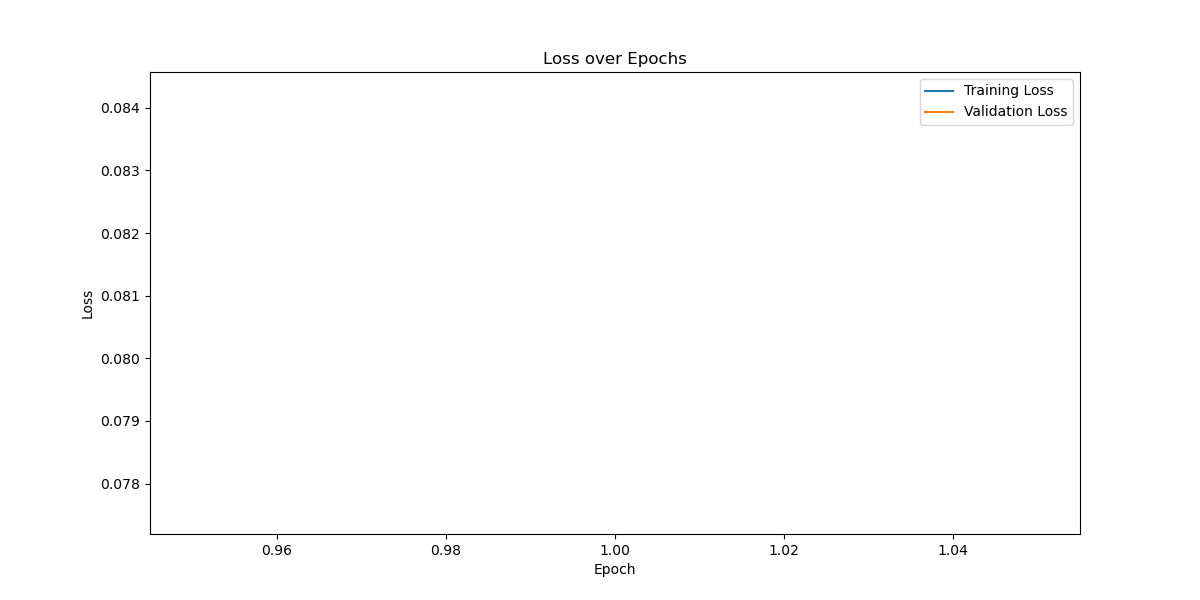 Loss over Epochs
Training Loss
Validation Loss
0.084
0.083
0.082
0.081
0.080
0.079
0.078
Loss
0.96 0.98 1.00 1.02 1.04
Epoch